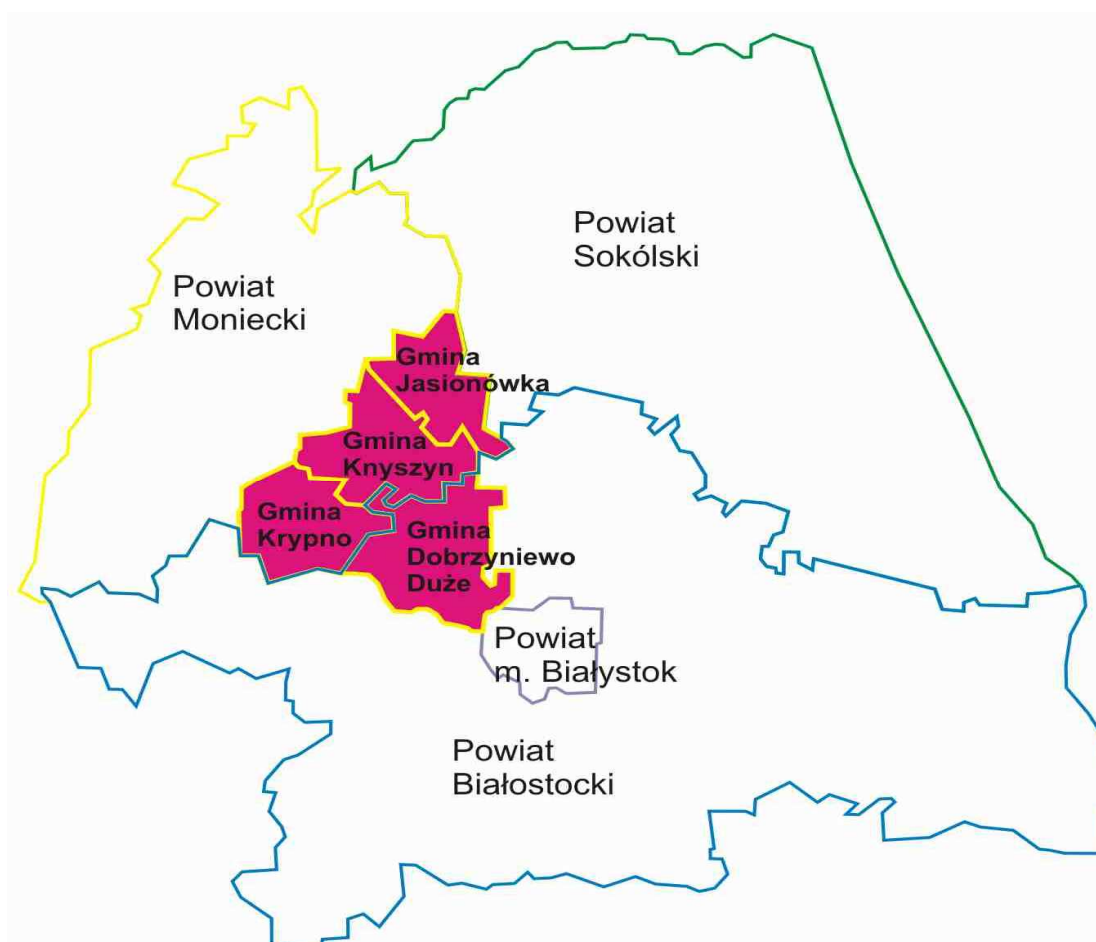 Powiat
Sokólski
Powiat
Moniecki
Gmina
Jasionówka
Gmina
Knyszyn
Gmina
Krypno
Gmina
Dobrzyniewo
Duże
Powiat
m. Białystok
Powiat
Białostocki